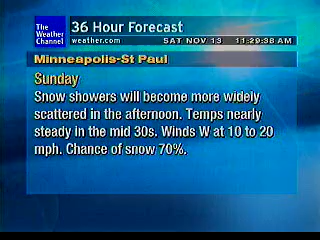 The
Weather
Channel
36 Hour Forecast
weather.com SAT NOV 13 11:29:38 AM
Minneapolis-St Paul
Sunday
Snow showers will become more widely
scattered in the afternoon. Temps nearly
steady in the mid 30s. Winds W at 10 to 20
mph. Chance of snow 70%.